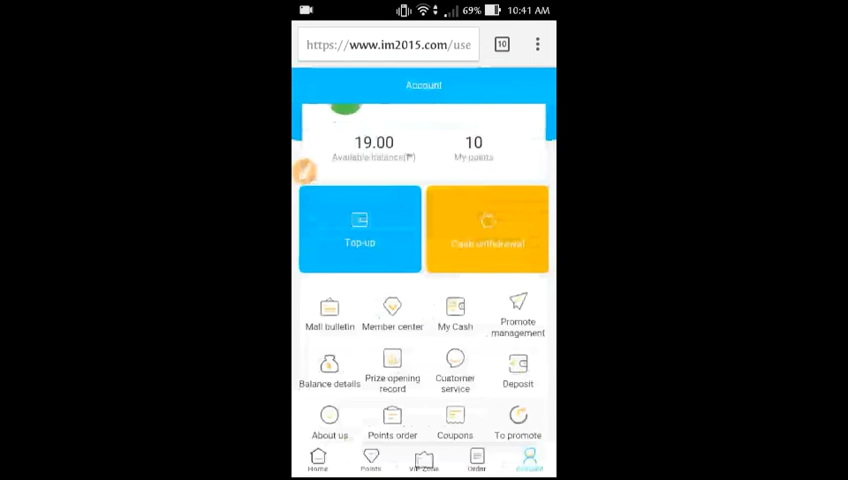 69% 10:41 AM
https://www.im2015.com/use
10
Account
19.00 10
Available balance(₱) My points
Top-up Cash withdrawal
Mall bulletin Member center My Cash Promote management
Balance details Prize opening record Customer service Deposit
About us Points order Coupons To promote
Home Points VIP Zone Order Account